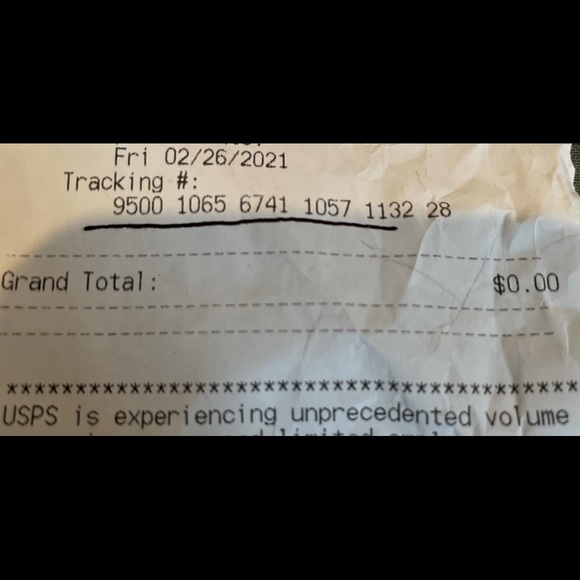 Fri 02/26/2021
Tracking #:
9500 1065 6741 1057 1132 28
Grand Total: $0.00
*******************************************
USPS is experiencing unprecedented volume
limited